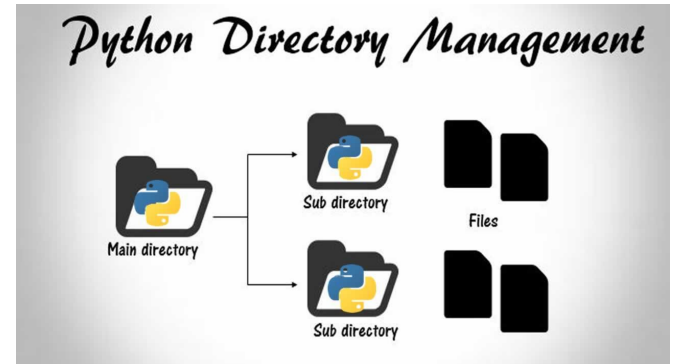 Python Directory Management
Sub directory
Files
Main directory
Sub directory